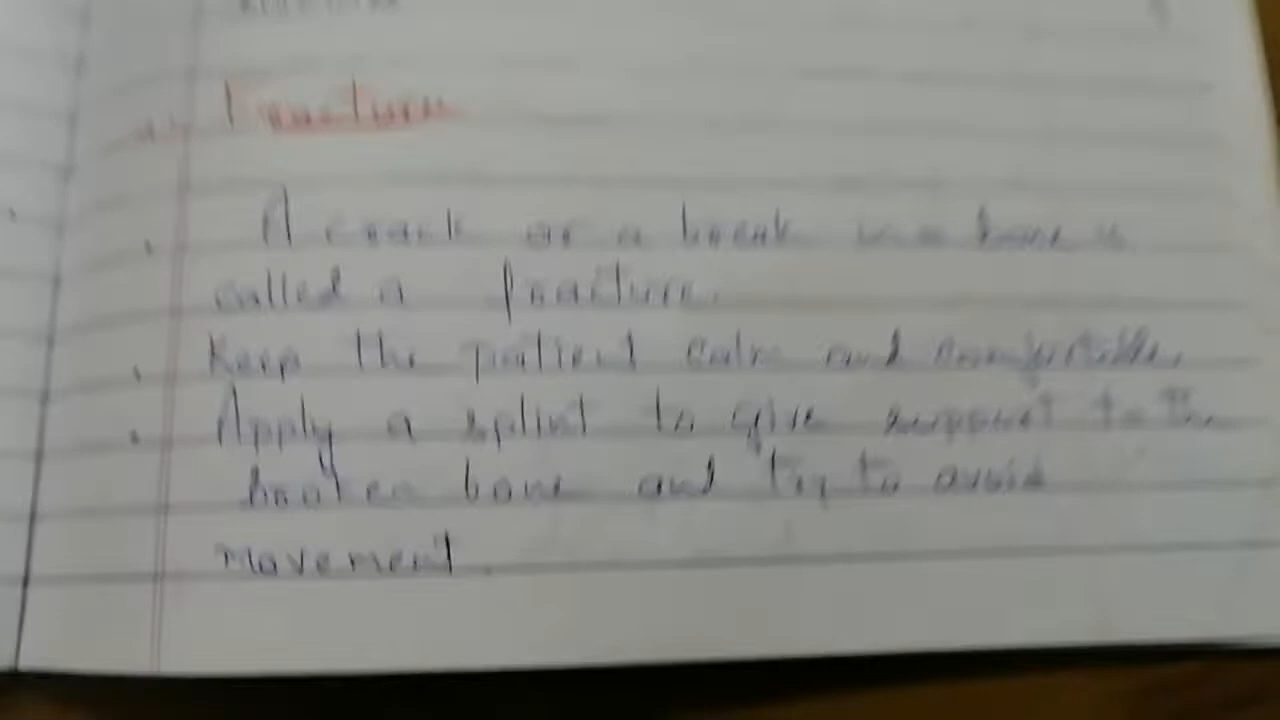 Fracture
A crack or a break in a bone is
called a fracture.
Keep the patient calm and comfortable.
Apply a splint to give support to the
broken bone and try to avoid
movement.